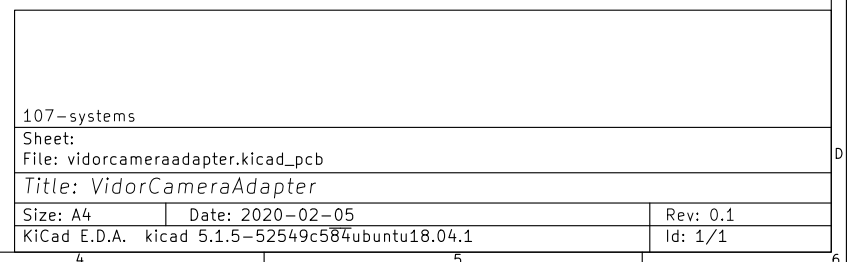 107-systems
Sheet:
File: vidorcameraadapter.kicad_pcb
D
Title: VidorCameraAdapter
Size: A4 Date: 2020-02-05 Rev: 0.1
KiCad E.D.A. kicad 5.1.5-52549c584ubuntu18.04.1 Id: 1/1
4 5 6